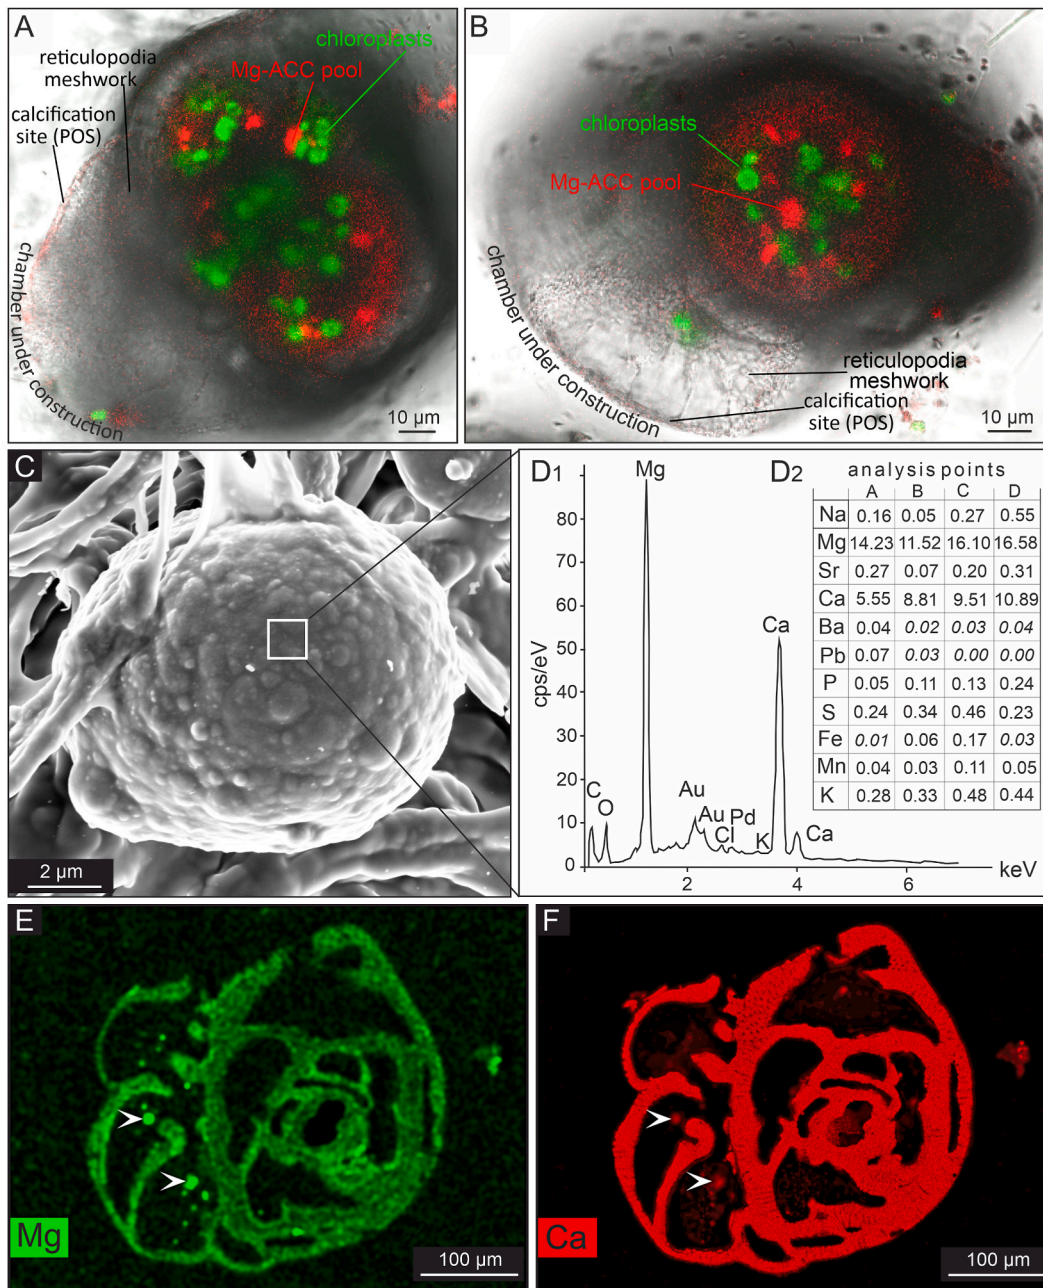 A
reticulopodia
meshwork
chloroplasts
Mg-ACC pool
calcification
site (POS)
chamber under construction
10 µm
B
chloroplasts
Mg-ACC pool
chamber under construction
reticulopodia
meshwork
calcification
site (POS)
10 µm
C
2 µm
D1
Mg
cps/eV
80
70
60
50
40
30
20
10
0
C
O
Au
Au
Cl
Pd
K
Ca
Ca
2
4
6
keV
D2
analysis points
A B C D
Na 0.16 0.05 0.27 0.55
Mg 14.23 11.52 16.10 16.58
Sr 0.27 0.07 0.20 0.31
Ca 5.55 8.81 9.51 10.89
Ba 0.04 0.02 0.03 0.04
Pb 0.07 0.03 0.00 0.00
P 0.05 0.11 0.13 0.24
S 0.24 0.34 0.46 0.23
Fe 0.01 0.06 0.17 0.03
Mn 0.04 0.03 0.11 0.05
K 0.28 0.33 0.48 0.44
E
Mg
100 µm
F
Ca
100 µm